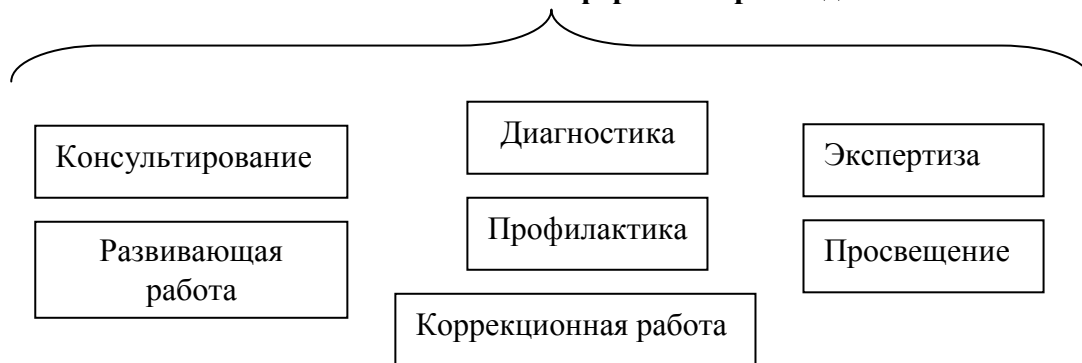 Консультирование
Диагностика
Экспертиза
Развивающая
работа
Профилактика
Просвещение
Коррекционная работа